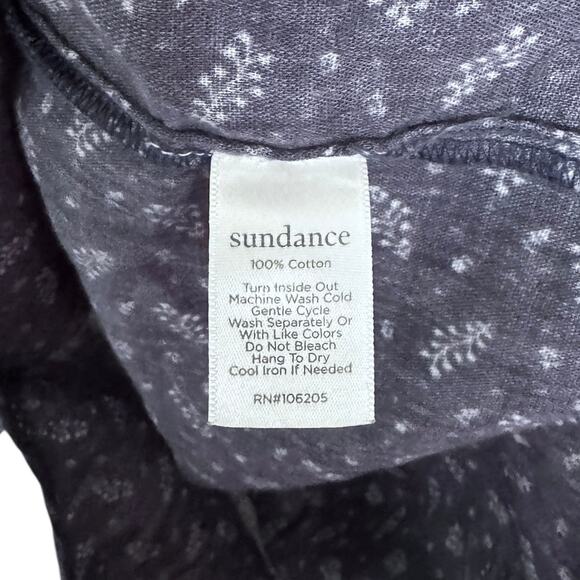 sundance
100% Cotton
Turn Inside Out
Machine Wash Cold
Gentle Cycle
Wash Separately Or
With Like Colors
Do Not Bleach
Hang To Dry
Cool Iron If Needed
RN#106205